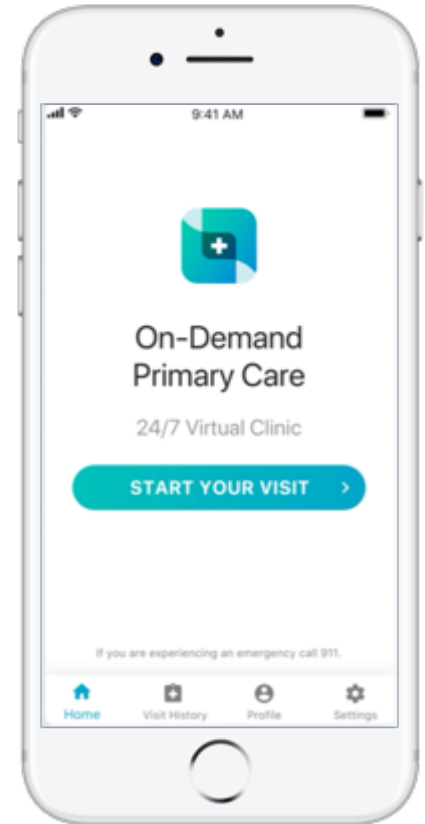 9:41 AM
On-Demand
Primary Care
24/7 Virtual Clinic
START YOUR VISIT
If you are experiencing an emergency call 911.
Home Visit History Profile Settings